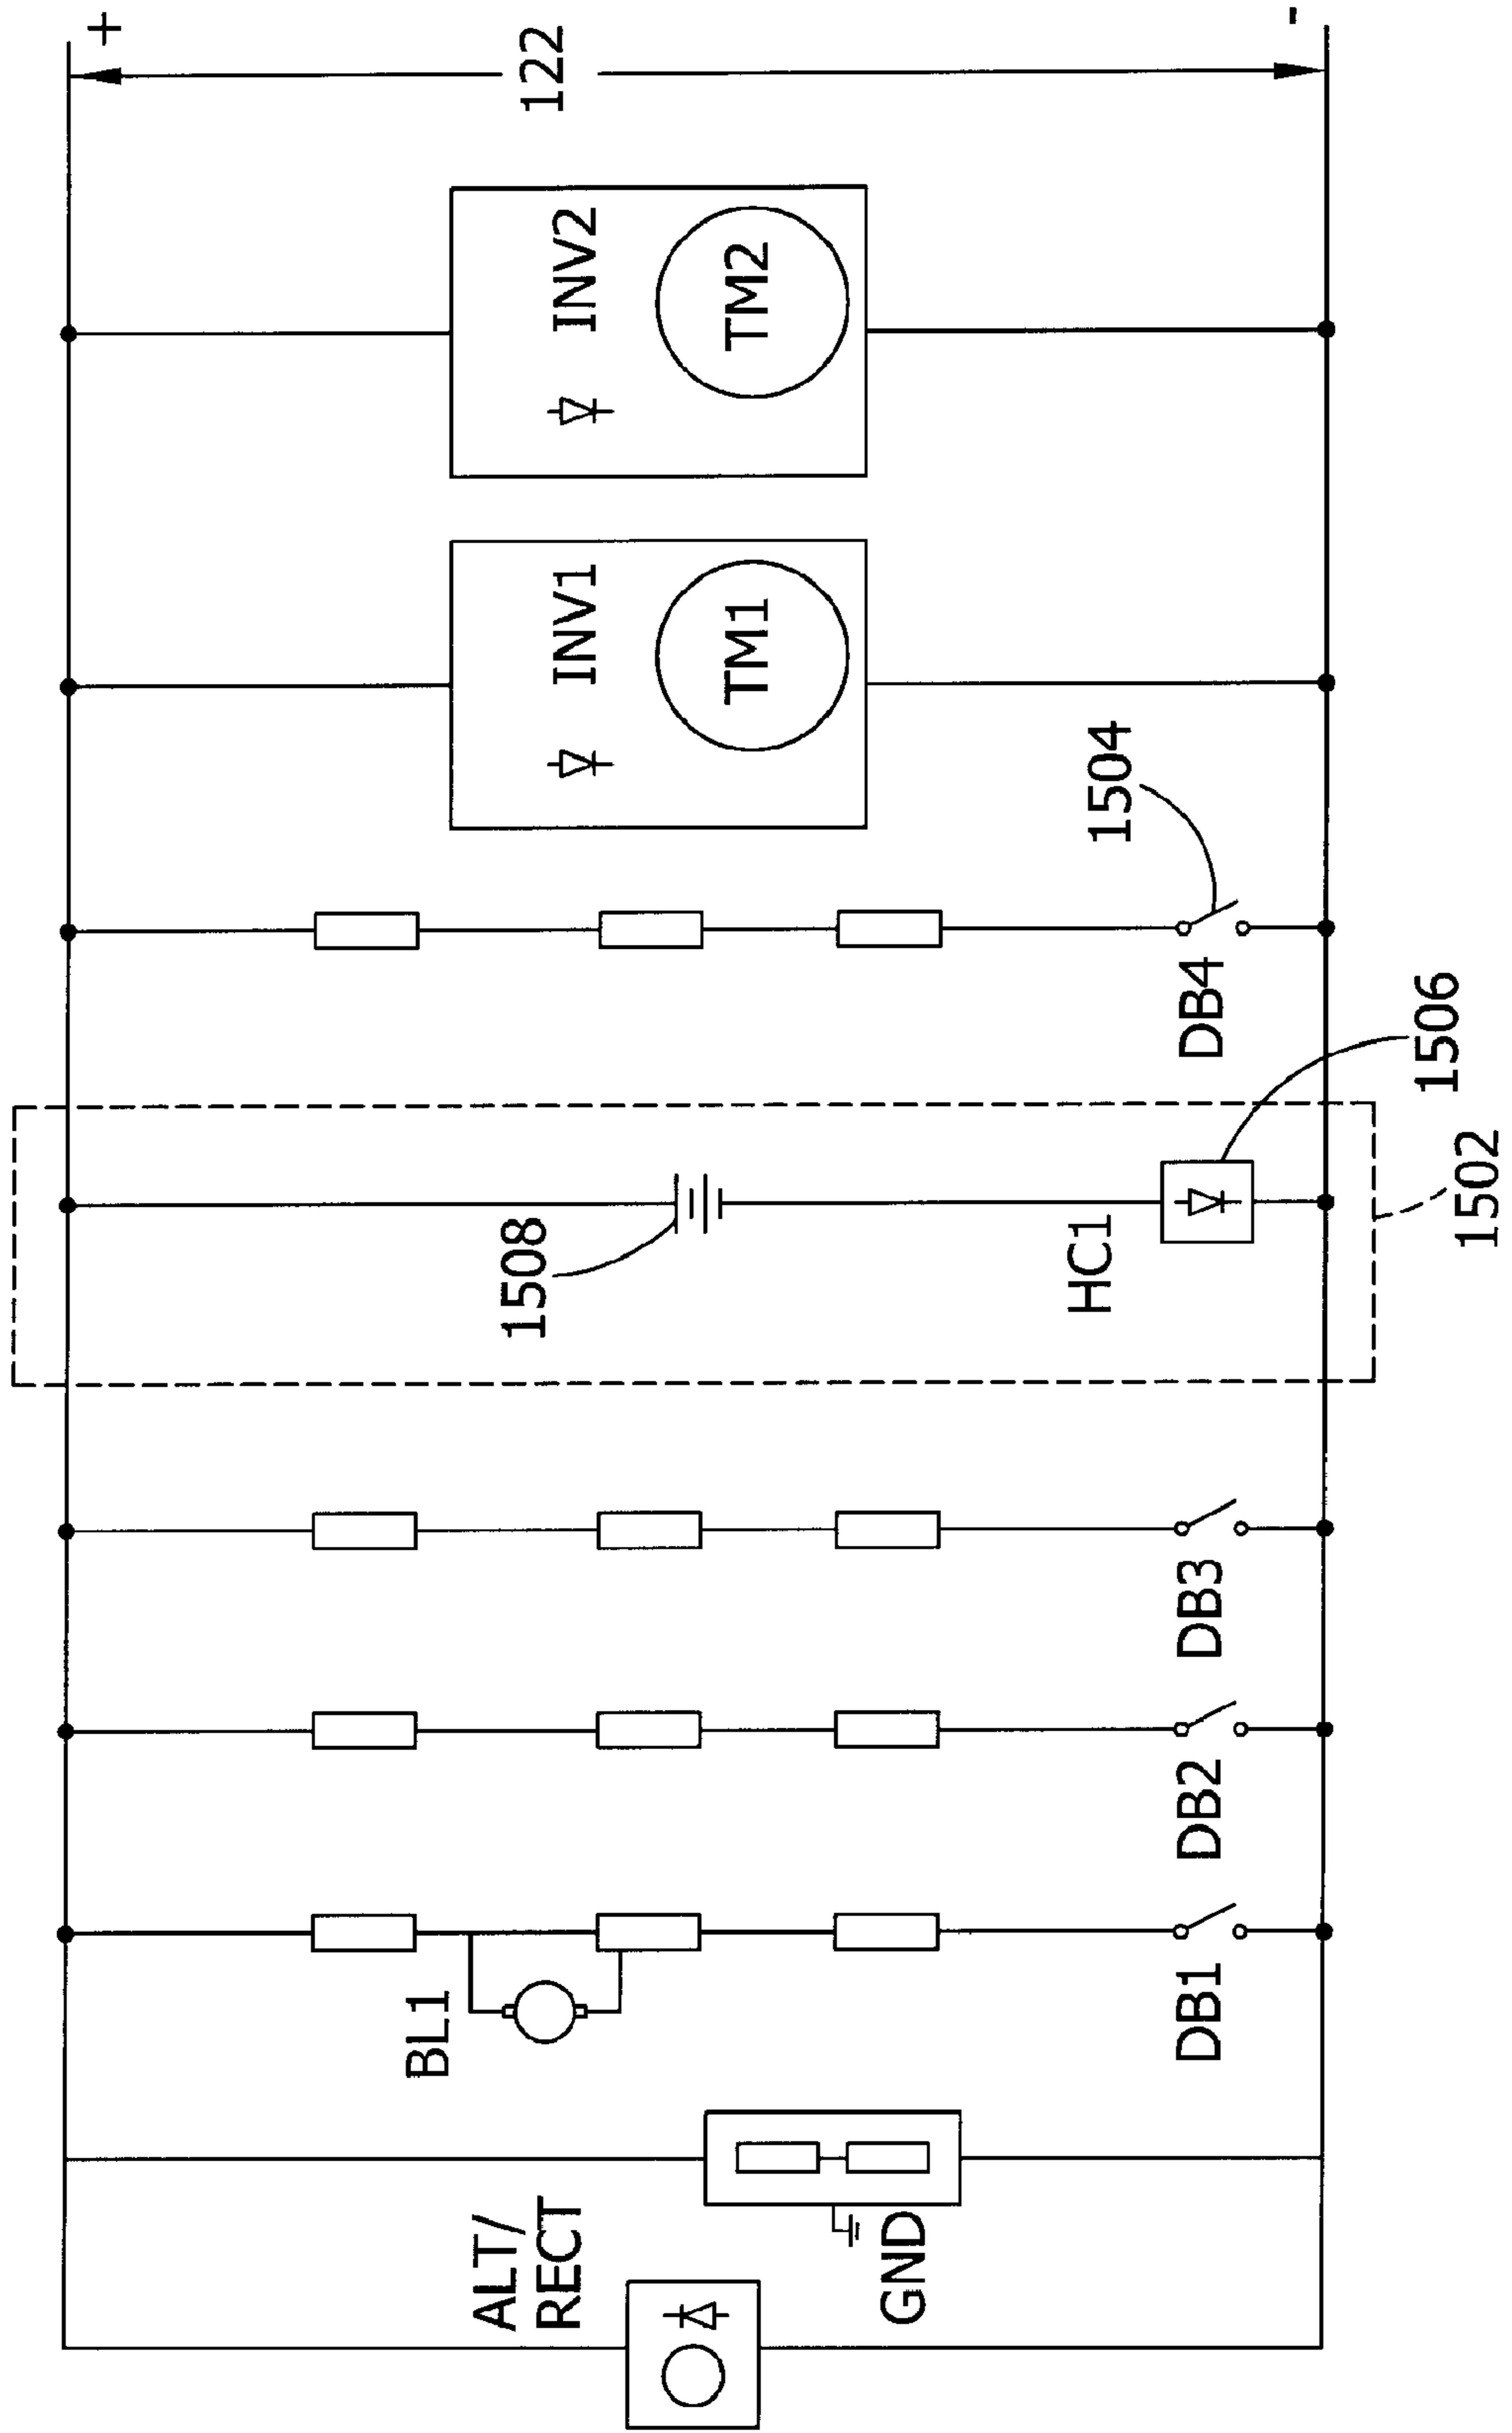 ALT/
RECT
GND
BL1
DB1
DB2
DB3
1508
HC1
1502
1506
DB4
1504
INV1
TM1
INV2
TM2
+
122
-